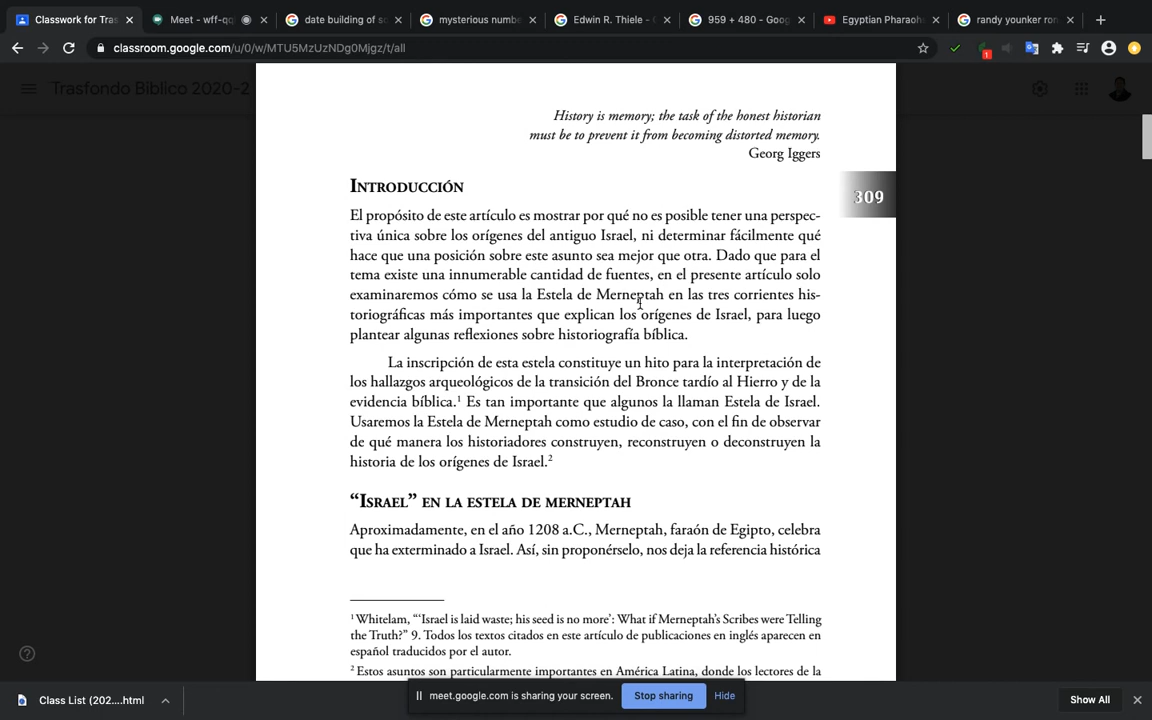 Classwork for Tras
Meet - wff-qq
date building of so
mysterious numbe
Edwin R. Thiele - G
959 + 480 - Goog
Egyptian Pharaoh
randy younker ron
classroom.google.com/u/0/w/MTU5MzUzNDg0Mjgz/t/all
1
Trasfondo Bíblico 2020-2
History is memory; the task of the honest historian
must be to prevent it from becoming distorted memory.
Georg Iggers
309
Introducción
El propósito de este artículo es mostrar por qué no es posible tener una perspec-
tiva única sobre los orígenes del antiguo Israel, ni determinar fácilmente qué
hace que una posición sobre este asunto sea mejor que otra. Dado que para el
tema existe una innumerable cantidad de fuentes, en el presente artículo solo
examinaremos cómo se usa la Estela de Merneptah en las tres corrientes his-
toriográficas más importantes que explican los orígenes de Israel, para luego
plantear algunas reflexiones sobre historiografía bíblica.
La inscripción de esta estela constituye un hito para la interpretación de
los hallazgos arqueológicos de la transición del Bronce tardío al Hierro y de la
evidencia bíblica.¹ Es tan importante que algunos la llaman Estela de Israel.
Usaremos la Estela de Merneptah como estudio de caso, con el fin de observar
de qué manera los historiadores construyen, reconstruyen o deconstruyen la
historia de los orígenes de Israel.²
“Israel” en la estela de merneptah
Aproximadamente, en el año 1208 a.C., Merneptah, faraón de Egipto, celebra
que ha exterminado a Israel. Así, sin proponérselo, nos deja la referencia histórica
¹ Whitelam, “‘Israel is laid waste; his seed is no more’: What if Merneptah’s Scribes were Telling
the Truth?” 9. Todos los textos citados en este artículo de publicaciones en inglés aparecen en
español traducidos por el autor.
² Estos asuntos son particularmente importantes en América Latina, donde los lectores de la
Class List (202....html
meet.google.com is sharing your screen.
Stop sharing
Hide
Show All